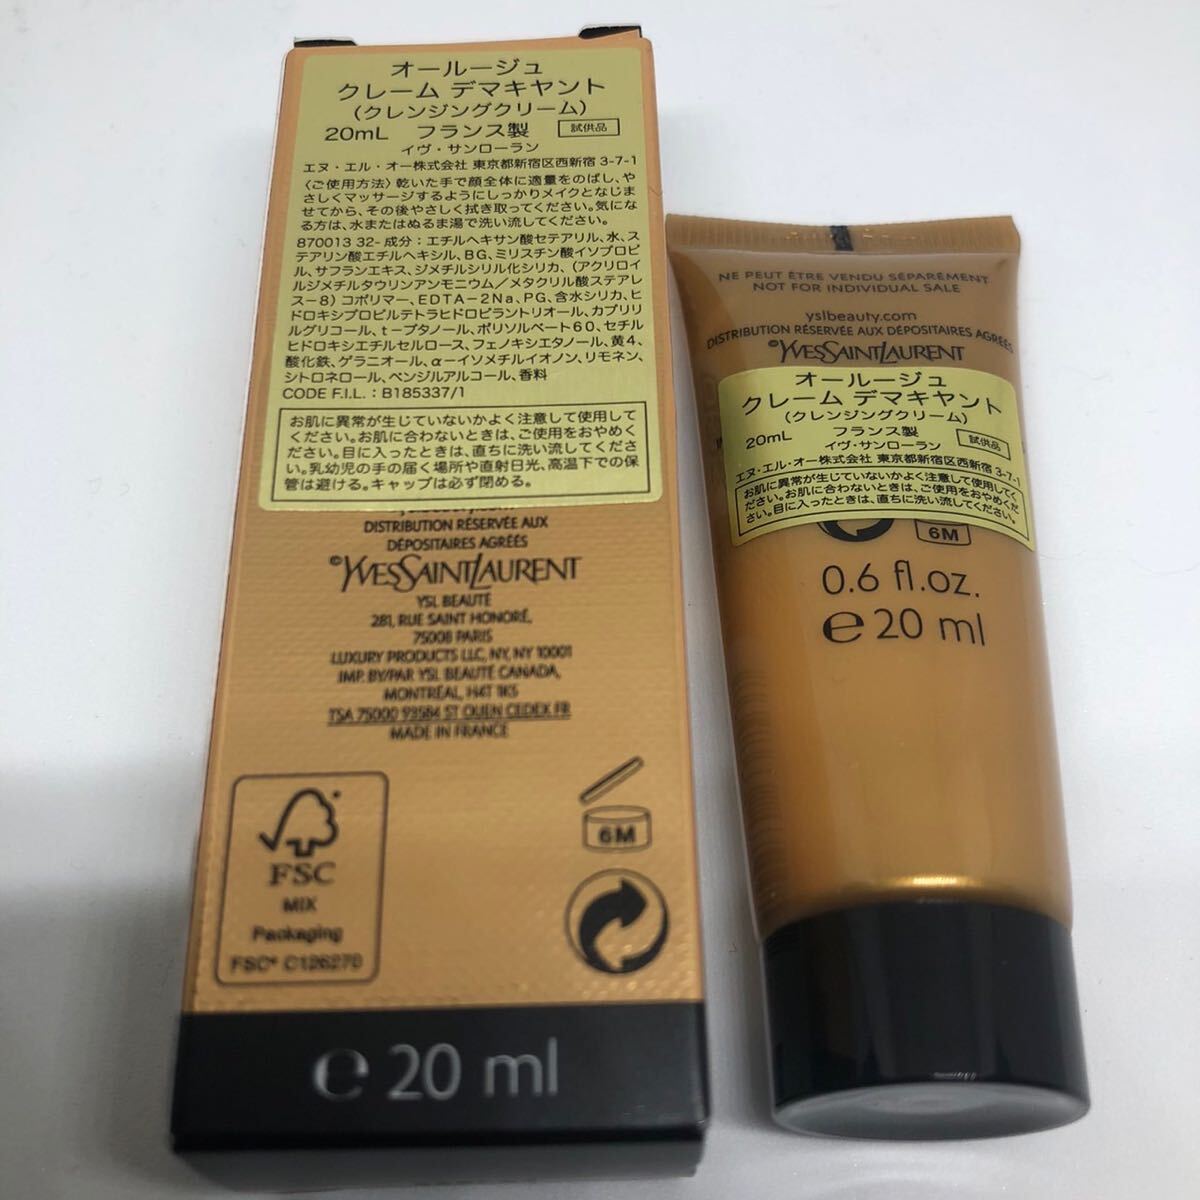 オールージュ
クレーム デマキヤント
(クレンジングクリーム)
20mL フランス製 試供品
イヴ・サンローラン
エヌ・エル・オー株式会社 東京都新宿区西新宿 3-7-1
〈ご使用方法〉乾いた手で顔全体に適量をのばし、や
さしくマッサージするようにしっかりメイクとなじま
せてから、その後やさしく拭き取ってください。気にな
る方は、水またはぬるま湯で洗い流してください。
870013 32- 成分：エチルヘキサン酸セテアリル、水、ス
テアリン酸エチルヘキシル、BG、ミリスチン酸イソプロピ
ル、サフランエキス、ジメチルシリル化シリカ、(アクリロイ
ルジメチルタウリンアンモニウム／メタクリル酸ステアレ
ス-8) コポリマー、EDTA-2Na、PG、含水シリカ、ヒ
ドロキシプロピルテトラヒドロピラントリオール、カプリリ
ルグリコール、t-ブタノール、ポリソルベート60、セチル
ヒドロキシエチルセルロース、フェノキシエタノール、黄4、
酸化鉄、ゲラニオール、α-イソメチルイオノン、リモネン、
シトロネロール、ベンジルアルコール、香料
CODE F.I.L. : B185337/1
お肌に異常が生じていないかよく注意して使用して
ください。お肌に合わないときは、ご使用をおやめく
ださい。目に入ったときは、直ちに洗い流してくださ
い。乳幼児の手の届く場所や直射日光、高温下での保
管は避ける。キャップは必ず閉める。
DISTRIBUTION RÉSERVÉE AUX
DÉPOSITAIRES AGRÉÉS
©YVESSAINTLAURENT
YSL BEAUTÉ
281, RUE SAINT HONORÉ,
75008 PARIS
LUXURY PRODUCTS LLC, NY, NY 10001
IMP. BY/PAR YSL BEAUTÉ CANADA,
MONTRÉAL, H4T 1K5
TSA 75000 93584 ST OUEN CEDEX FR
MADE IN FRANCE
FSC
MIX
Packaging
FSC® C126270
6M
℮ 20 ml
NE PEUT ÊTRE VENDU SÉPARÉMENT
NOT FOR INDIVIDUAL SALE
yslbeauty.com
DISTRIBUTION RÉSERVÉE AUX DÉPOSITAIRES AGRÉÉS
©YVESSAINTLAURENT
オールージュ
クレーム デマキヤント
(クレンジングクリーム)
20mL フランス製
イヴ・サンローラン 試供品
エヌ・エル・オー株式会社 東京都新宿区西新宿 3-7-1
お肌に異常が生じていないかよく注意して使用してく
ださい。お肌に合わないときは、ご使用をおやめくだ
さい。目に入ったときは、直ちに洗い流してください。
6M
0.6 fl.oz.
℮ 20 ml